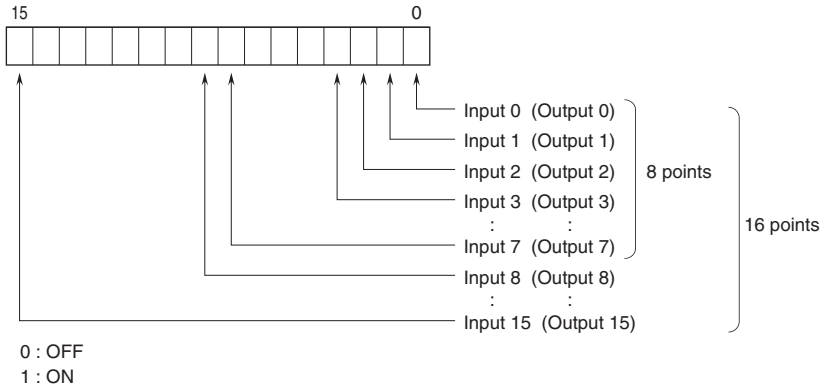 15 0
Input 0 (Output 0)
Input 1 (Output 1)
Input 2 (Output 2)
8 points
Input 3 (Output 3)
: :
16 points
Input 7 (Output 7)
Input 8 (Output 8)
: :
Input 15 (Output 15)
0 : OFF
1 : ON